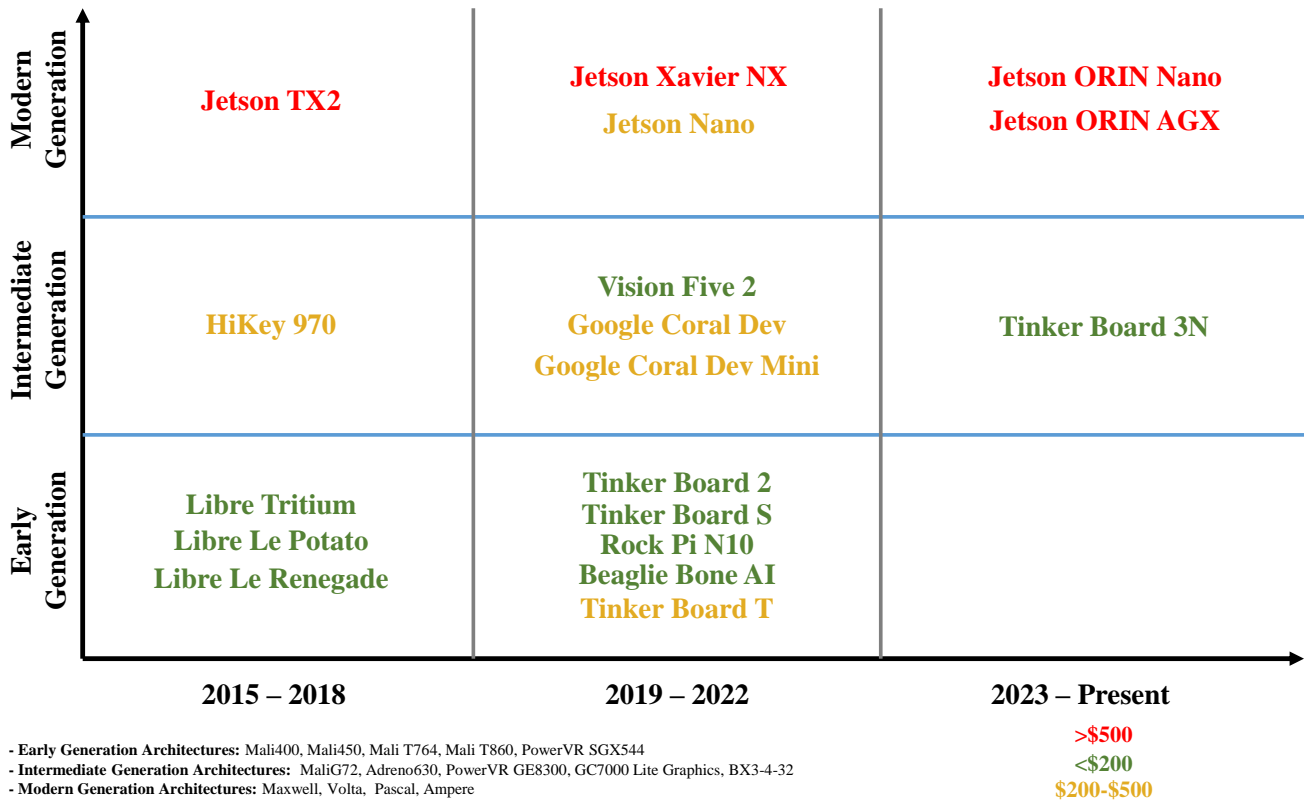 Modern
Generation
Jetson TX2
Jetson Xavier NX
Jetson Nano
Jetson ORIN Nano
Jetson ORIN AGX
Intermediate
Generation
HiKey 970
Vision Five 2
Google Coral Dev
Google Coral Dev Mini
Tinker Board 3N
Early
Generation
Libre Tritium
Libre Le Potato
Libre Le Renegade
Tinker Board 2
Tinker Board S
Rock Pi N10
Beaglie Bone AI
Tinker Board T
2015 – 2018
2019 – 2022
2023 – Present
- Early Generation Architectures: Mali400, Mali450, Mali T764, Mali T860, PowerVR SGX544
- Intermediate Generation Architectures: MaliG72, Adreno630, PowerVR GE8300, GC7000 Lite Graphics, BX3-4-32
- Modern Generation Architectures: Maxwell, Volta, Pascal, Ampere
>$500
<$200
$200-$500